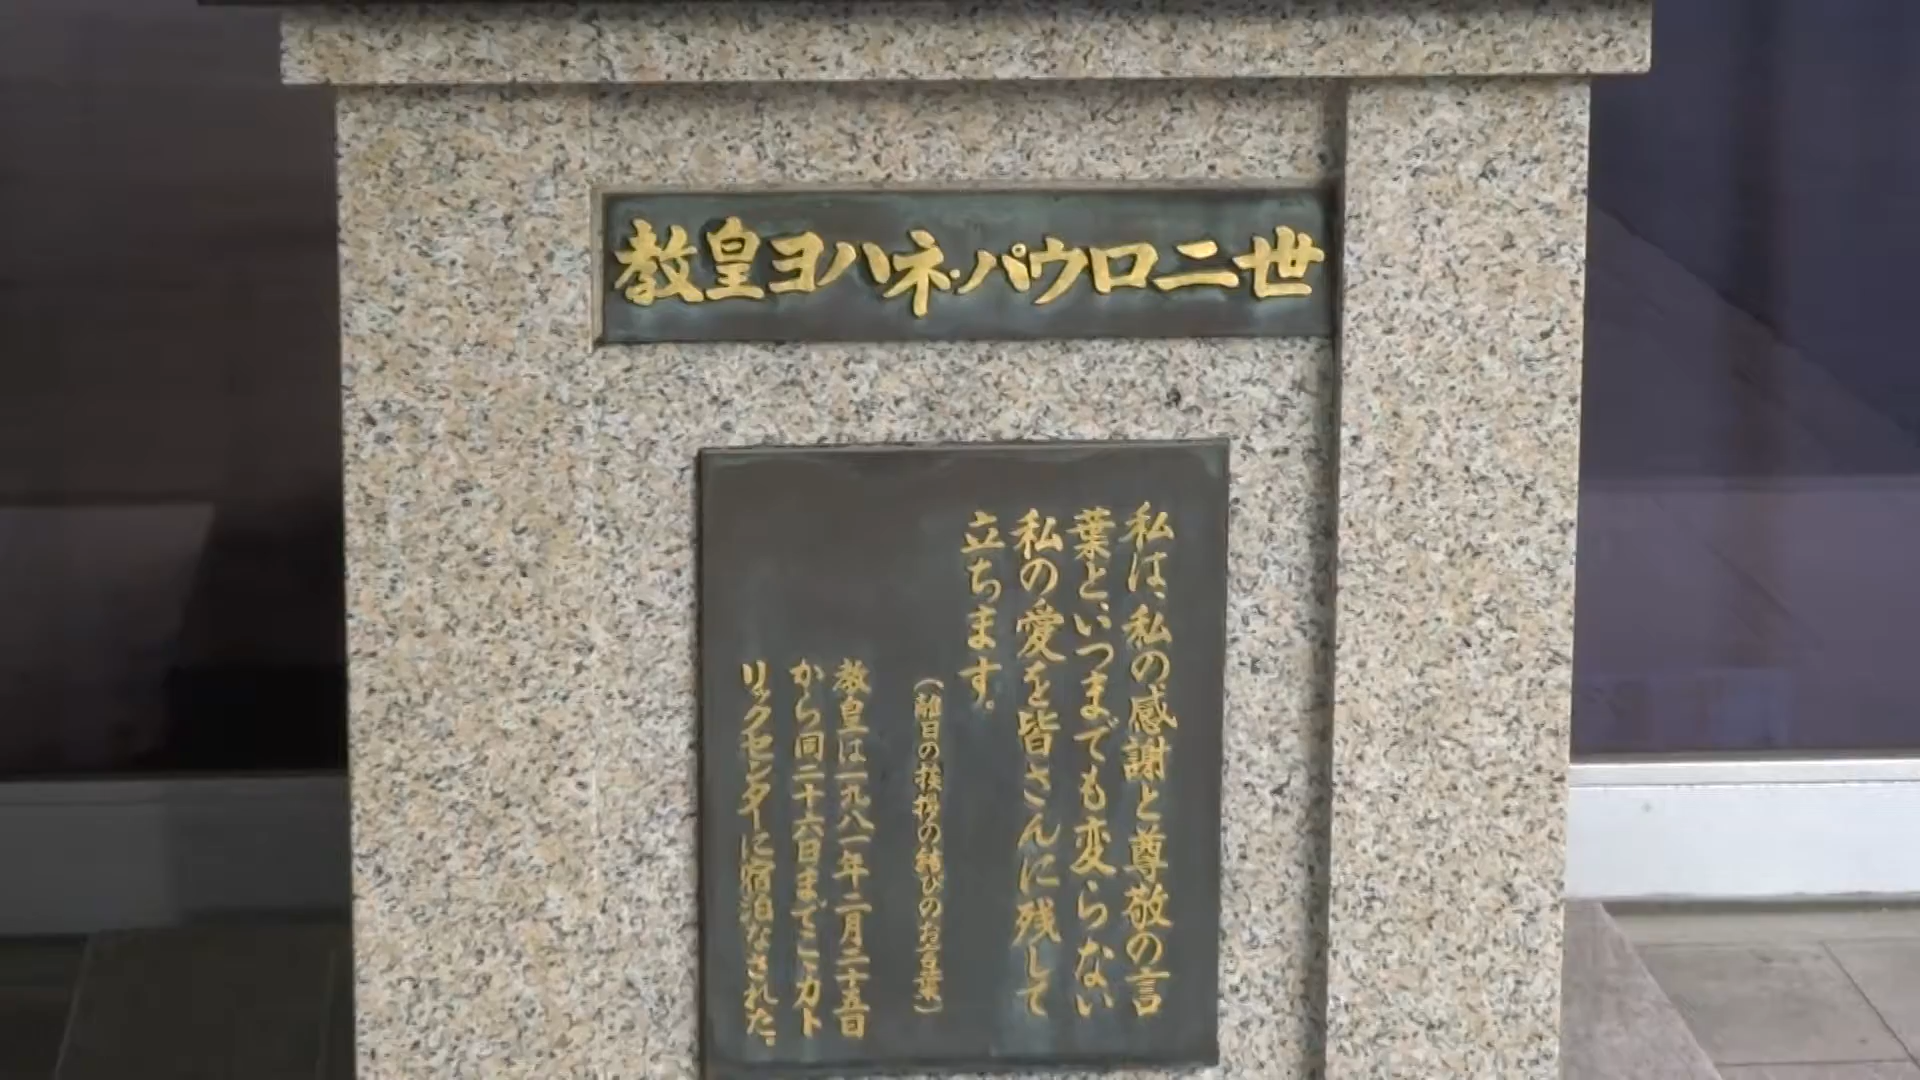 教皇ヨハネ・パウロ二世
私は、私の感謝と尊敬の言
葉と、いつまでも変らない
私の愛を皆さんに残して
立ちます。
（離日の挨拶の結びのお言葉）
教皇は一九八一年二月二十五日
から同二十六日までここカト
リックセンターに宿泊なされた。